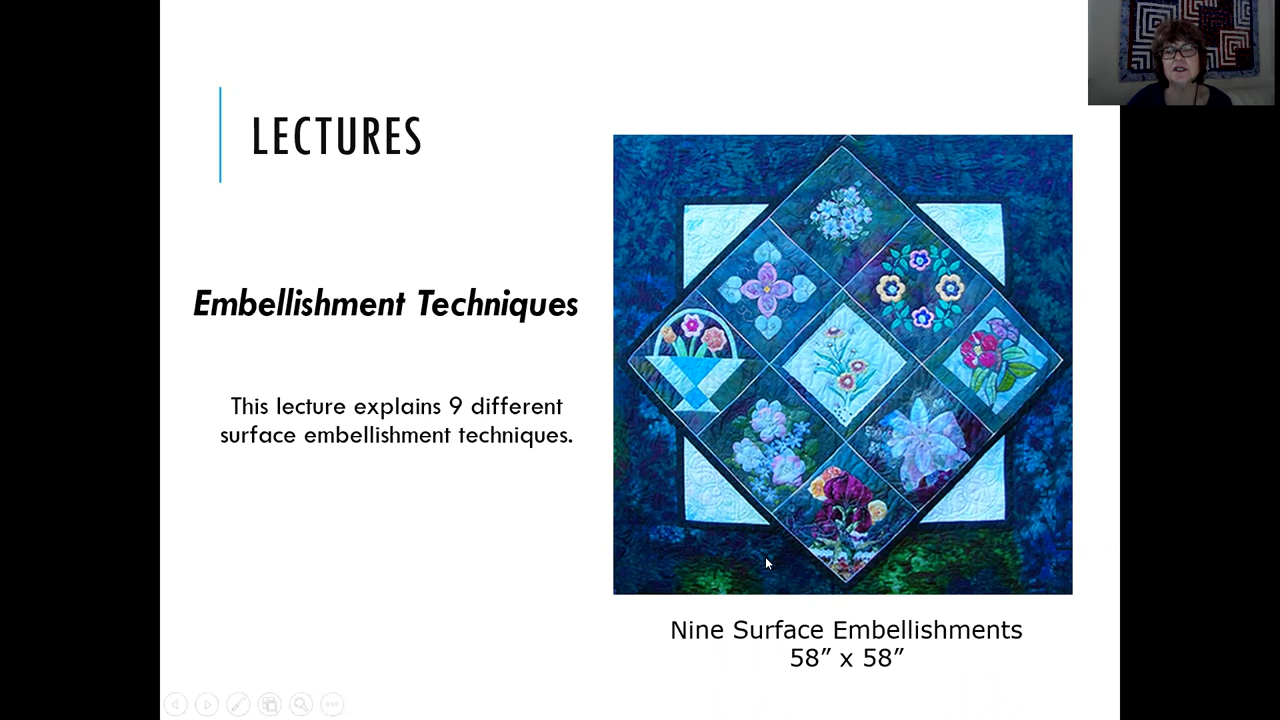 LECTURES
Embellishment Techniques
This lecture explains 9 different
surface embellishment techniques.
Nine Surface Embellishments
58” x 58”